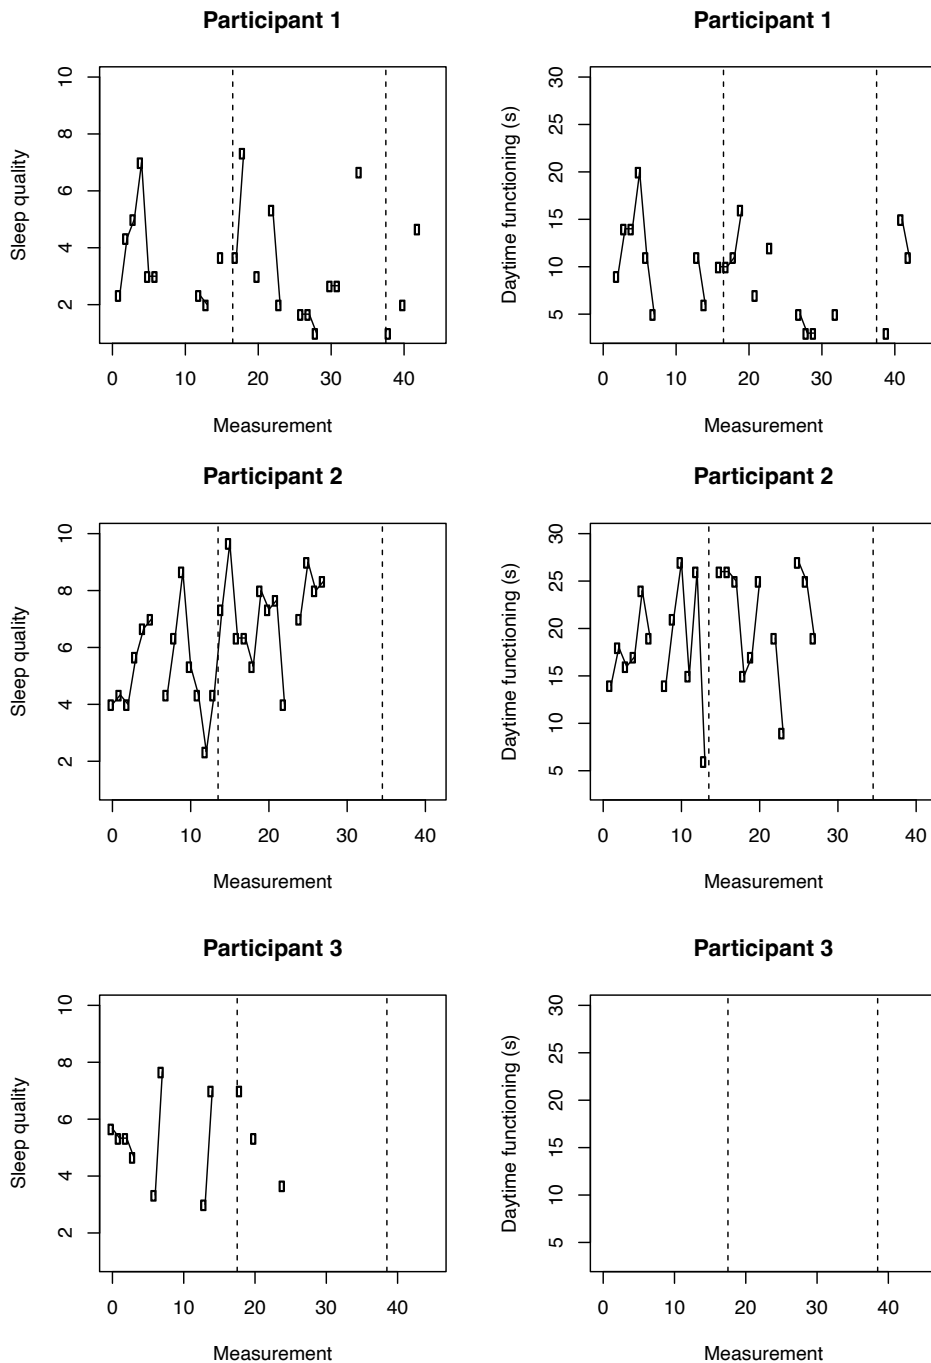 Participant 1
Sleep quality
10
8
6
4
2
0 10 20 30 40
Measurement
Participant 1
Daytime functioning (s)
30
25
20
15
10
5
0 10 20 30 40
Measurement
Participant 2
Sleep quality
10
8
6
4
2
0 10 20 30 40
Measurement
Participant 2
Daytime functioning (s)
30
25
20
15
10
5
0 10 20 30 40
Measurement
Participant 3
Sleep quality
10
8
6
4
2
0 10 20 30 40
Measurement
Participant 3
Daytime functioning (s)
30
25
20
15
10
5
0 10 20 30 40
Measurement